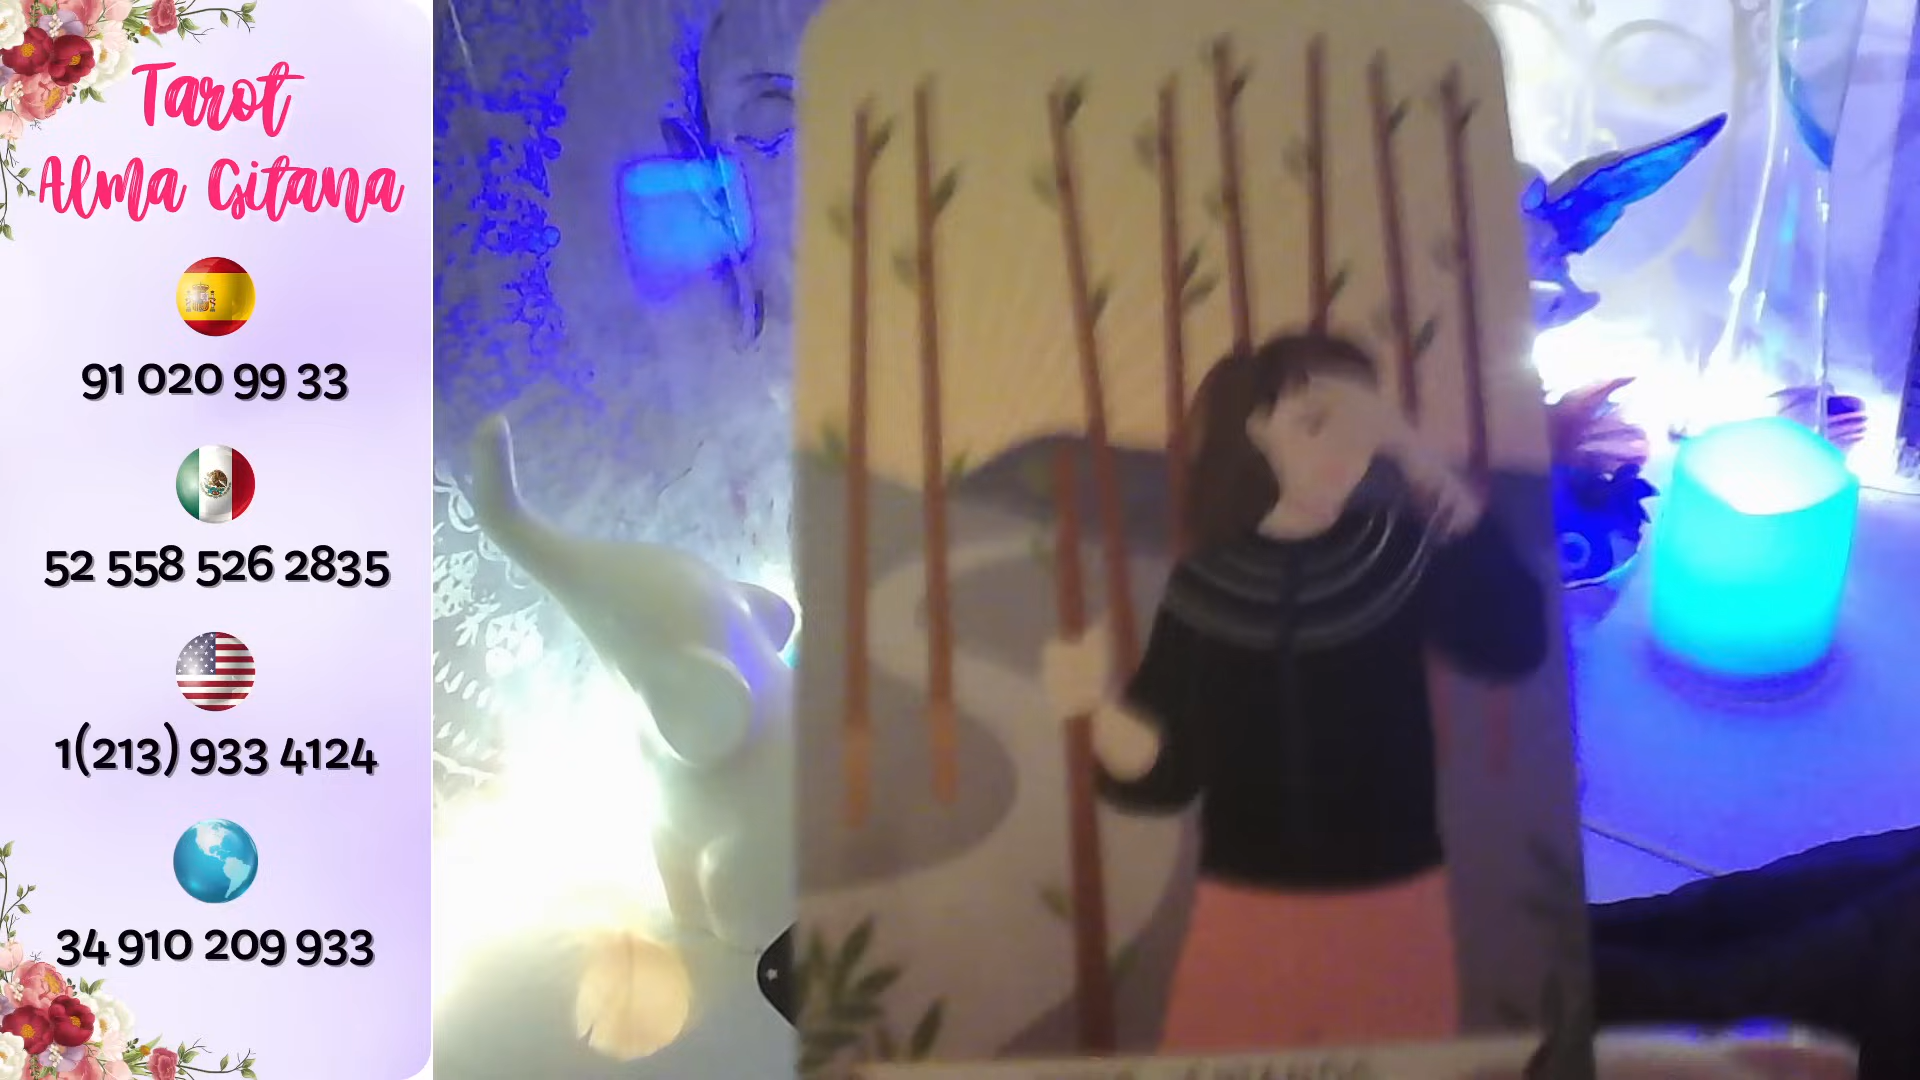 Tarot
Alma Gitana
91 020 99 33
52 558 526 2835
1(213) 933 4124
34 910 209 933